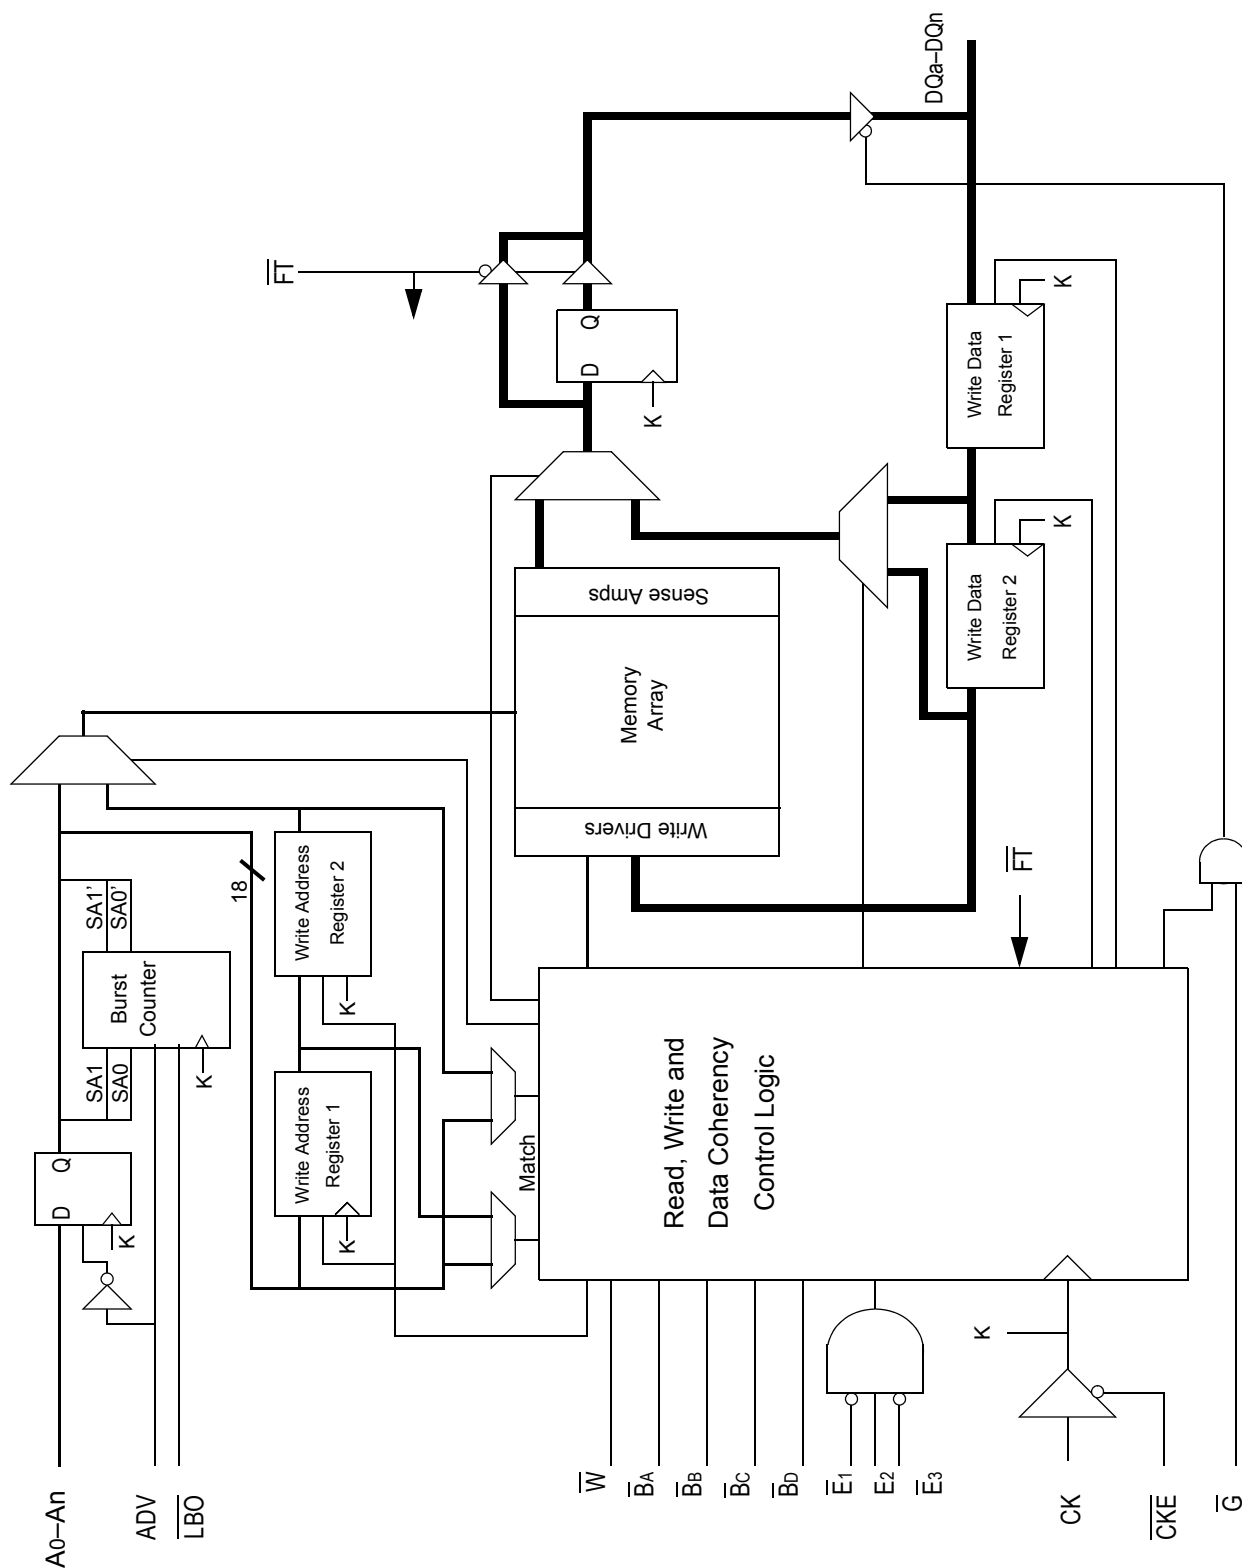 A0–An
ADV
LBO
D
Q
K
SA1
SA0
Burst
Counter
K
SA1'
SA0'
18
Write Address
Register 1
K
Write Address
Register 2
K
Match
W
BA
BB
BC
BD
E1
E2
E3
CK
CKE
G
K
Read, Write and
Data Coherency
Control Logic
FT
Write Drivers
Memory
Array
Sense Amps
D
Q
K
FT
Write Data
Register 2
K
Write Data
Register 1
K
DQa–DQn